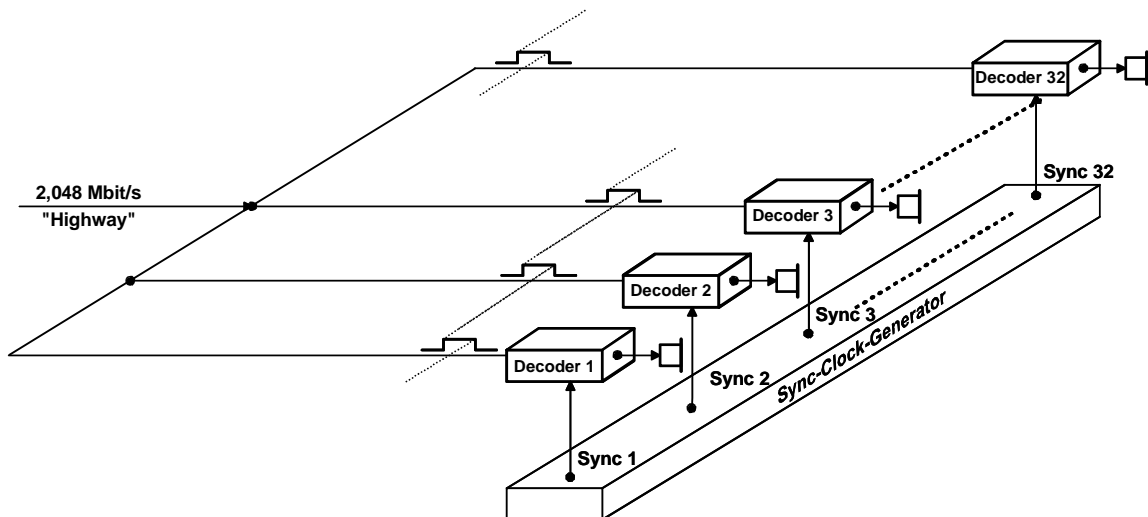 Decoder 32
2,048 Mbit/s
"Highway"
Sync 32
Decoder 3
Decoder 2
Sync 3
Decoder 1
Sync 2
Sync-Clock-Generator
Sync 1